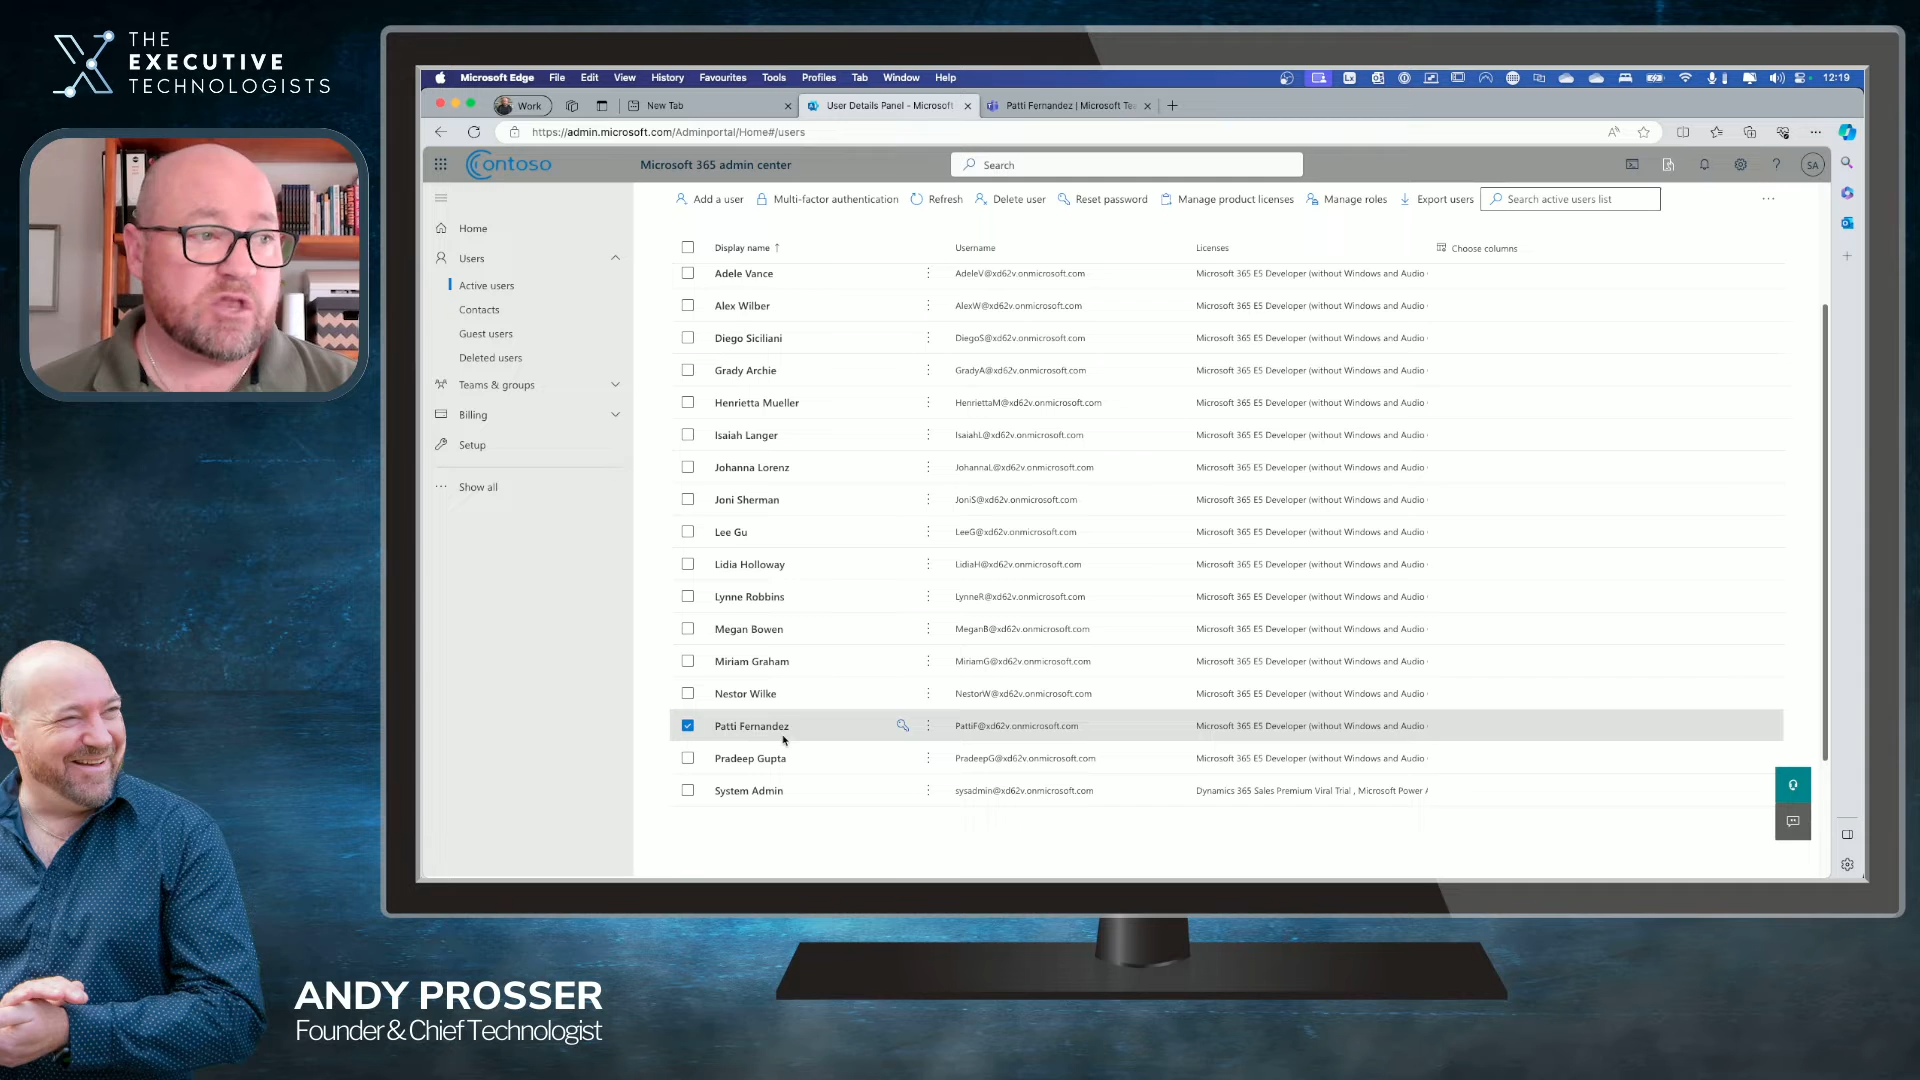 THE
EXECUTIVE
TECHNOLOGISTS
Microsoft Edge File Edit View History Favourites Tools Profiles Tab Window Help
12:19
Work
New Tab
User Details Panel - Microsoft
Patti Fernandez | Microsoft Te
https://admin.microsoft.com/Adminportal/Home#/users
Contoso
Microsoft 365 admin center
Search
SA
Add a user
Multi-factor authentication
Refresh
Delete user
Reset password
Manage product licenses
Manage roles
Export users
Search active users list
Home
Users
Active users
Contacts
Guest users
Deleted users
Teams & groups
Billing
Setup
Show all
Display name ↑ Username Licenses Choose columns
Adele Vance AdeleV@xd62v.onmicrosoft.com Microsoft 365 E5 Developer (without Windows and Audio
Alex Wilber AlexW@xd62v.onmicrosoft.com Microsoft 365 E5 Developer (without Windows and Audio
Diego Siciliani DiegoS@xd62v.onmicrosoft.com Microsoft 365 E5 Developer (without Windows and Audio
Grady Archie GradyA@xd62v.onmicrosoft.com Microsoft 365 E5 Developer (without Windows and Audio
Henrietta Mueller HenriettaM@xd62v.onmicrosoft.com Microsoft 365 E5 Developer (without Windows and Audio
Isaiah Langer IsaiahL@xd62v.onmicrosoft.com Microsoft 365 E5 Developer (without Windows and Audio
Johanna Lorenz JohannaL@xd62v.onmicrosoft.com Microsoft 365 E5 Developer (without Windows and Audio
Joni Sherman JoniS@xd62v.onmicrosoft.com Microsoft 365 E5 Developer (without Windows and Audio
Lee Gu LeeG@xd62v.onmicrosoft.com Microsoft 365 E5 Developer (without Windows and Audio
Lidia Holloway LidiaH@xd62v.onmicrosoft.com Microsoft 365 E5 Developer (without Windows and Audio
Lynne Robbins LynneR@xd62v.onmicrosoft.com Microsoft 365 E5 Developer (without Windows and Audio
Megan Bowen MeganB@xd62v.onmicrosoft.com Microsoft 365 E5 Developer (without Windows and Audio
Miriam Graham MiriamG@xd62v.onmicrosoft.com Microsoft 365 E5 Developer (without Windows and Audio
Nestor Wilke NestorW@xd62v.onmicrosoft.com Microsoft 365 E5 Developer (without Windows and Audio
Patti Fernandez PattiF@xd62v.onmicrosoft.com Microsoft 365 E5 Developer (without Windows and Audio
Pradeep Gupta PradeepG@xd62v.onmicrosoft.com Microsoft 365 E5 Developer (without Windows and Audio
System Admin sysadmin@xd62v.onmicrosoft.com Dynamics 365 Sales Premium Viral Trial , Microsoft Power A
ANDY PROSSER
Founder & Chief Technologist